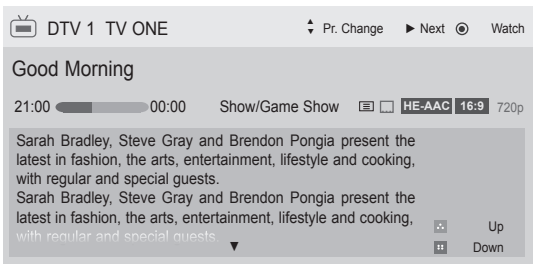 DTV 1 TV ONE Pr. Change Next Watch
Good Morning
21:00 00:00 Show/Game Show HE-AAC 16:9 720p
Sarah Bradley, Steve Gray and Brendon Pongia present the
latest in fashion, the arts, entertainment, lifestyle and cooking,
with regular and special guests.
Sarah Bradley, Steve Gray and Brendon Pongia present the
latest in fashion, the arts, entertainment, lifestyle and cooking,
with regular and special guests.
Up
Down